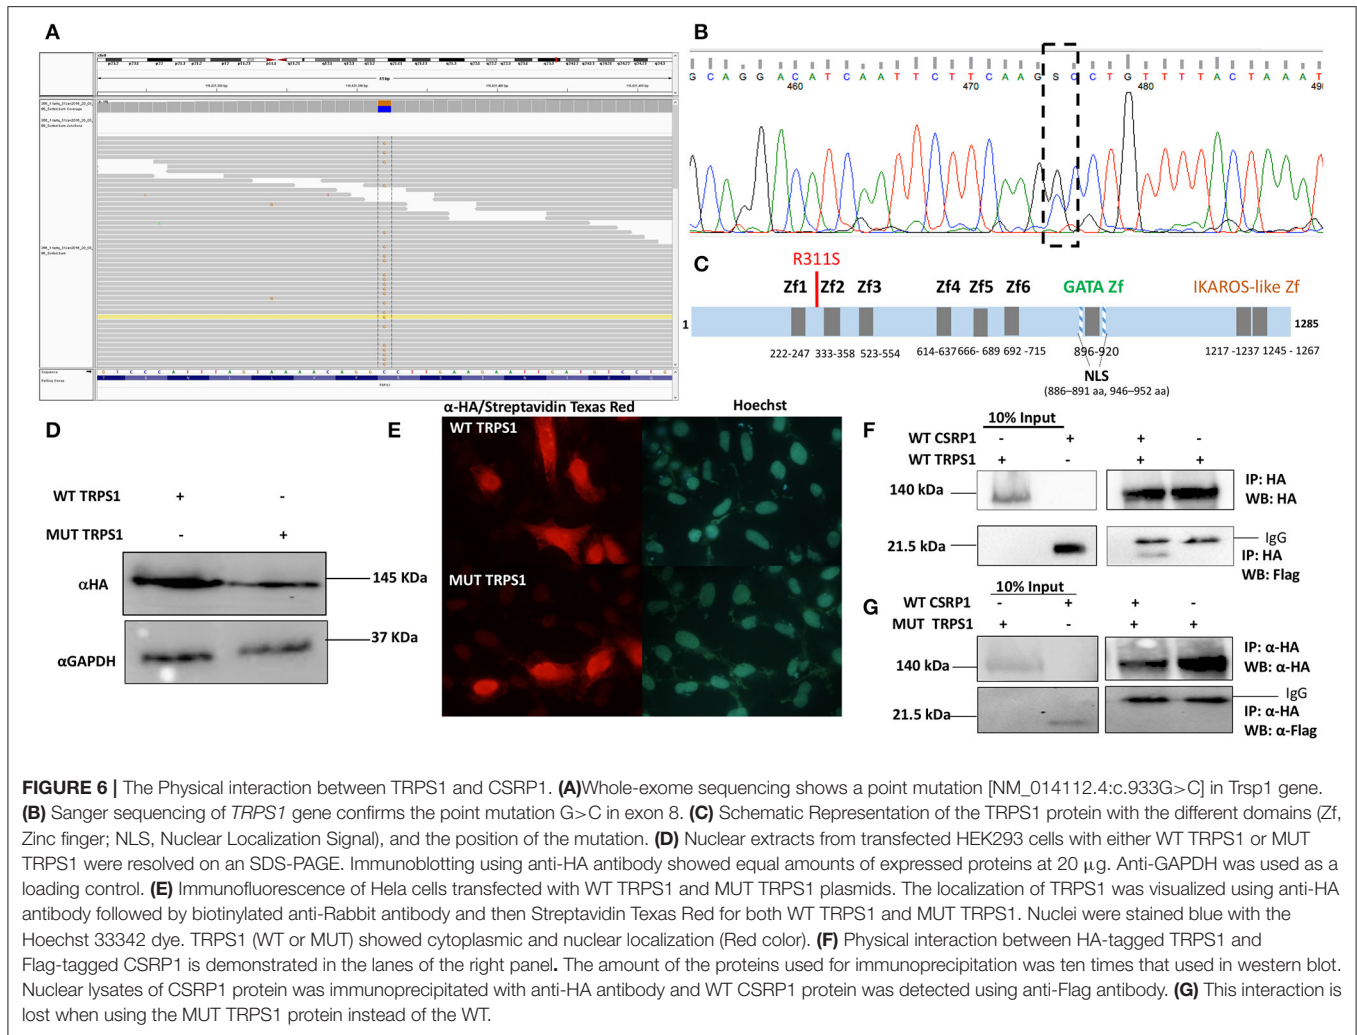 A
B
GCAGGACATCAATTCTTCAAGSCCTGTTTTACTAAAT
460 470 480 490
C
R311S
Zf1 Zf2 Zf3 Zf4 Zf5 Zf6 GATA Zf IKAROS-like Zf
1 1285
222-247 333-358 523-554 614-637 666- 689 692 -715 896-920 1217 -1237 1245 - 1267
NLS
(886–891 aa, 946–952 aa)
TRPS1
D
WT TRPS1 + -
MUT TRPS1 - +
αHA 145 KDa
αGAPDH 37 KDa
E
α-HA/Streptavidin Texas Red Hoechst
WT TRPS1
MUT TRPS1
F
10% Input
WT CSRP1 - + + -
WT TRPS1 + - + +
140 kDa
IP: HA
WB: HA
21.5 kDa
IgG
IP: HA
WB: Flag
G
10% Input
WT CSRP1 - + + -
MUT TRPS1 + - + +
140 kDa
IP: α-HA
WB: α-HA
21.5 kDa
IgG
IP: α-HA
WB: α-Flag
FIGURE 6 | The Physical interaction between TRPS1 and CSRP1. (A)Whole-exome sequencing shows a point mutation [NM_014112.4:c.933G>C] in Trsp1 gene.
(B) Sanger sequencing of TRPS1 gene confirms the point mutation G>C in exon 8. (C) Schematic Representation of the TRPS1 protein with the different domains (Zf,
Zinc finger; NLS, Nuclear Localization Signal), and the position of the mutation. (D) Nuclear extracts from transfected HEK293 cells with either WT TRPS1 or MUT
TRPS1 were resolved on an SDS-PAGE. Immunoblotting using anti-HA antibody showed equal amounts of expressed proteins at 20 μg. Anti-GAPDH was used as a
loading control. (E) Immunofluorescence of Hela cells transfected with WT TRPS1 and MUT TRPS1 plasmids. The localization of TRPS1 was visualized using anti-HA
antibody followed by biotinylated anti-Rabbit antibody and then Streptavidin Texas Red for both WT TRPS1 and MUT TRPS1. Nuclei were stained blue with the
Hoechst 33342 dye. TRPS1 (WT or MUT) showed cytoplasmic and nuclear localization (Red color). (F) Physical interaction between HA-tagged TRPS1 and
Flag-tagged CSRP1 is demonstrated in the lanes of the right panel. The amount of the proteins used for immunoprecipitation was ten times that used in western blot.
Nuclear lysates of CSRP1 protein was immunoprecipitated with anti-HA antibody and WT CSRP1 protein was detected using anti-Flag antibody. (G) This interaction is
lost when using the MUT TRPS1 protein instead of the WT.